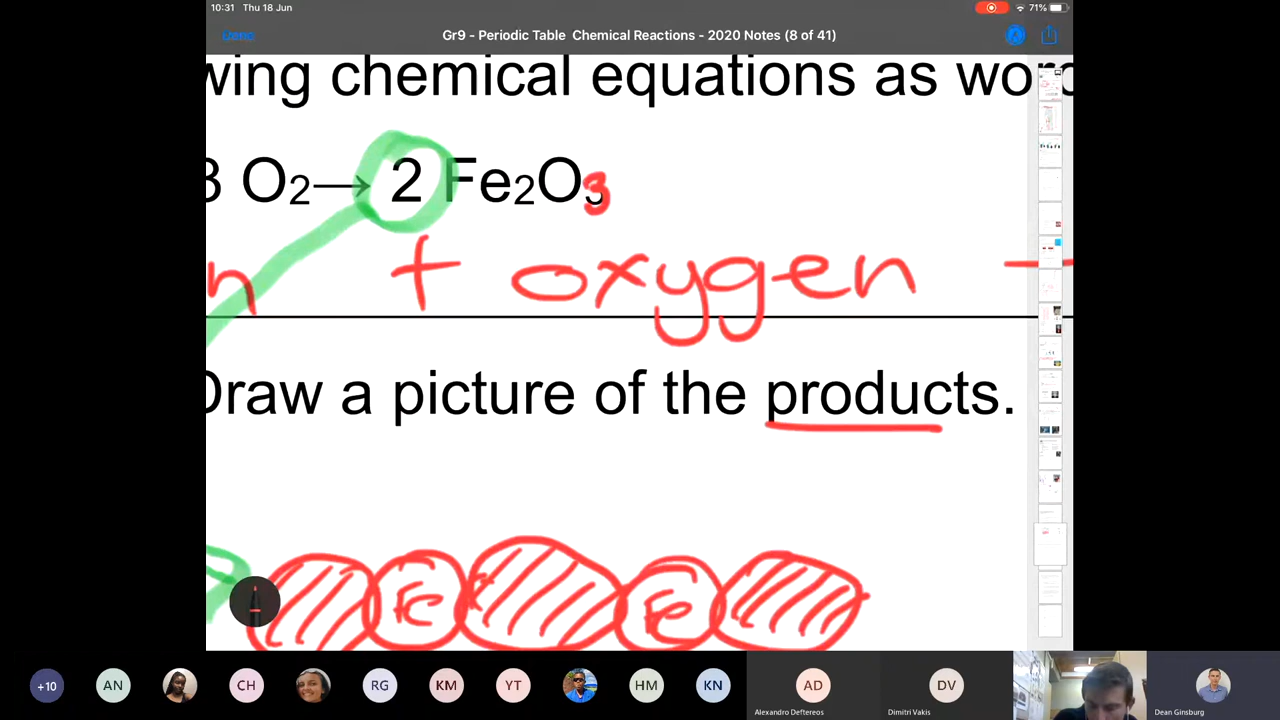 10:31 Thu 18 Jun
71%
Gr9 - Periodic Table Chemical Reactions - 2020 Notes (8 of 41)
wing chemical equations as wor
3 O2→ 2 Fe2O3
n + oxygen
Draw a picture of the products.
Fe Fe
+10 AN CH RG KM YT HM KN AD DV
Alexandro Deftereos Dimitri Vakis Dean Ginsburg